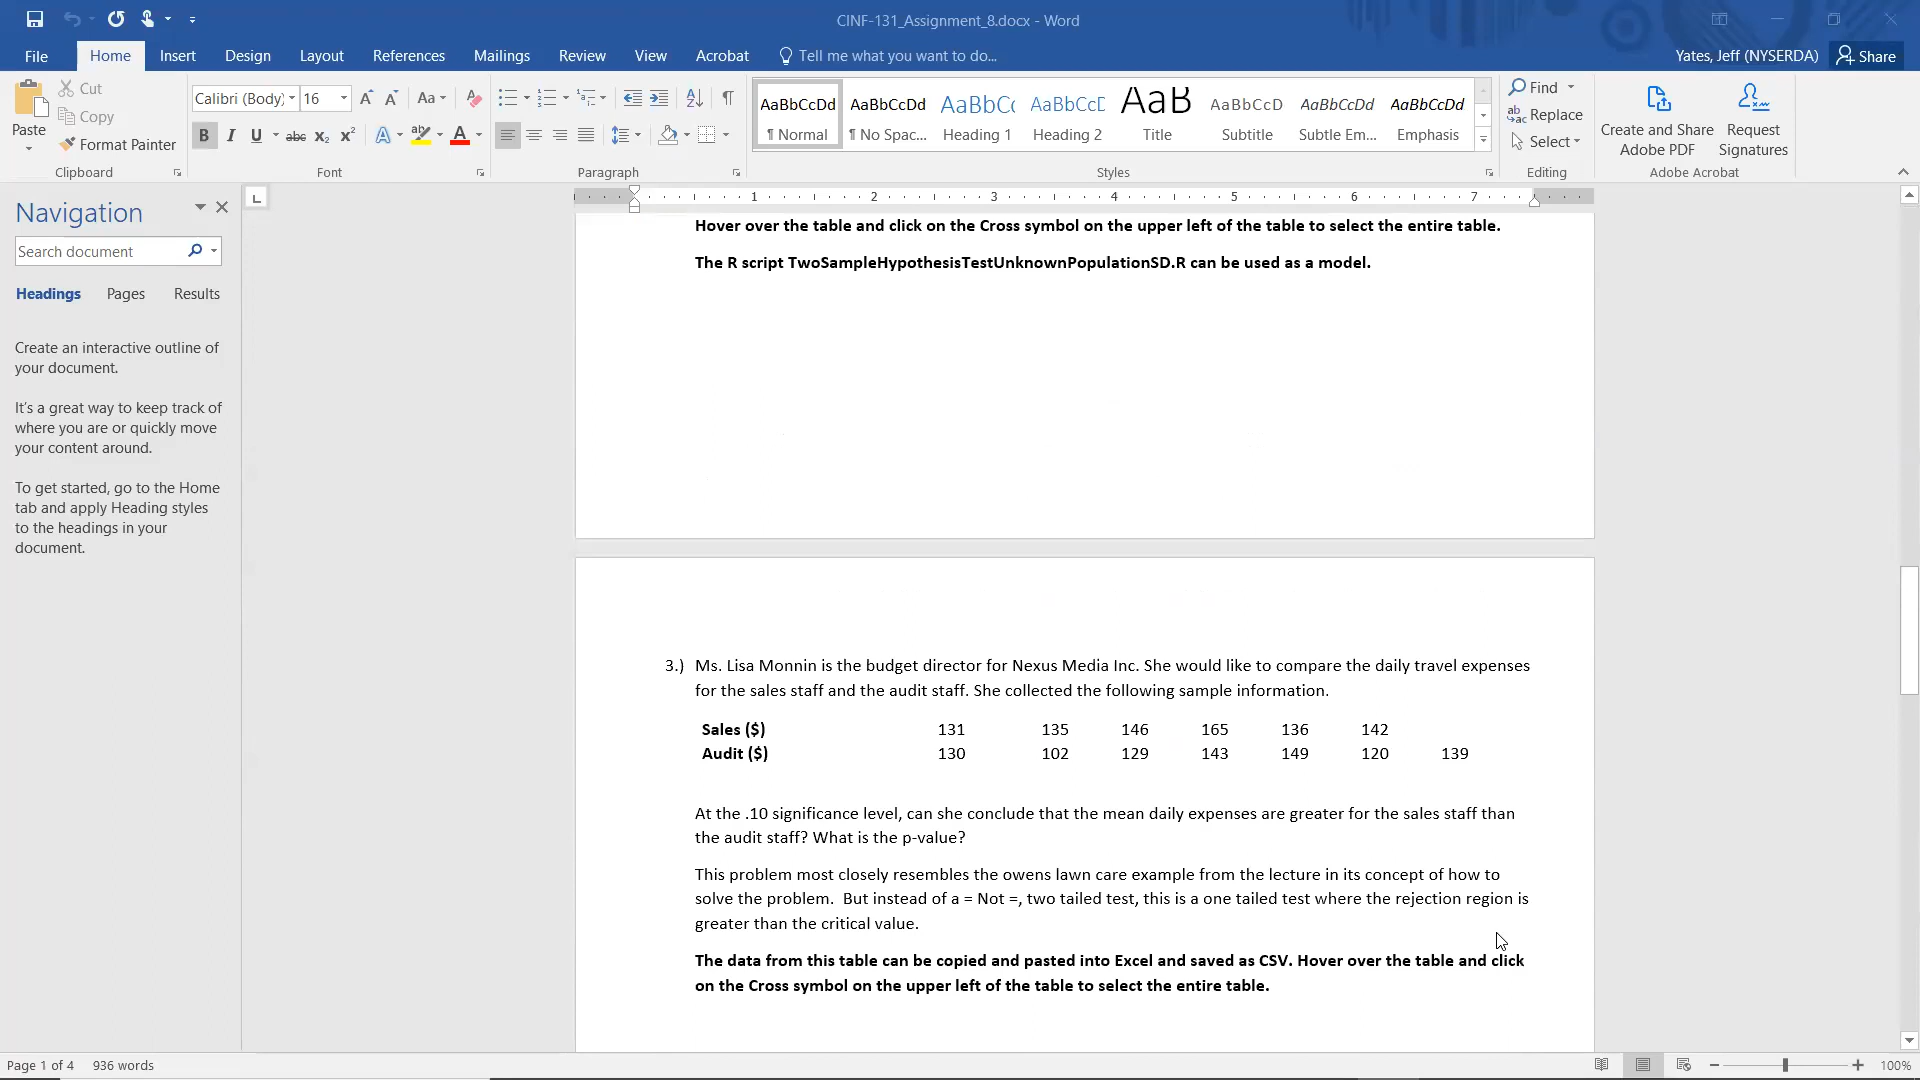 CINF-131_Assignment_8.docx - Word
File
Home
Insert
Design
Layout
References
Mailings
Review
View
Acrobat
Tell me what you want to do...
Yates, Jeff (NYSERDA)
Share
Paste
Cut
Copy
Format Painter
Clipboard
Calibri (Body)
16
Font
Paragraph
AaBbCcDd
¶ Normal
AaBbCcDd
¶ No Spac...
AaBbCc
Heading 1
AaBbCcD
Heading 2
AaB
Title
AaBbCcD
Subtitle
AaBbCcDd
Subtle Em...
AaBbCcDd
Emphasis
Styles
Find
Replace
Select
Editing
Create and Share
Adobe PDF
Request
Signatures
Adobe Acrobat
Navigation
Search document
Headings
Pages
Results
Create an interactive outline of
your document.
It's a great way to keep track of
where you are or quickly move
your content around.
To get started, go to the Home
tab and apply Heading styles
to the headings in your
document.
1 2 3 4 5 6 7
Hover over the table and click on the Cross symbol on the upper left of the table to select the entire table.
The R script TwoSampleHypothesisTestUnknownPopulationSD.R can be used as a model.
3.) Ms. Lisa Monnin is the budget director for Nexus Media Inc. She would like to compare the daily travel expenses
for the sales staff and the audit staff. She collected the following sample information.
Sales ($) 131 135 146 165 136 142
Audit ($) 130 102 129 143 149 120 139
At the .10 significance level, can she conclude that the mean daily expenses are greater for the sales staff than
the audit staff? What is the p-value?
This problem most closely resembles the owens lawn care example from the lecture in its concept of how to
solve the problem.  But instead of a = Not =, two tailed test, this is a one tailed test where the rejection region is
greater than the critical value.
The data from this table can be copied and pasted into Excel and saved as CSV. Hover over the table and click
on the Cross symbol on the upper left of the table to select the entire table.
Page 1 of 4
936 words
100%